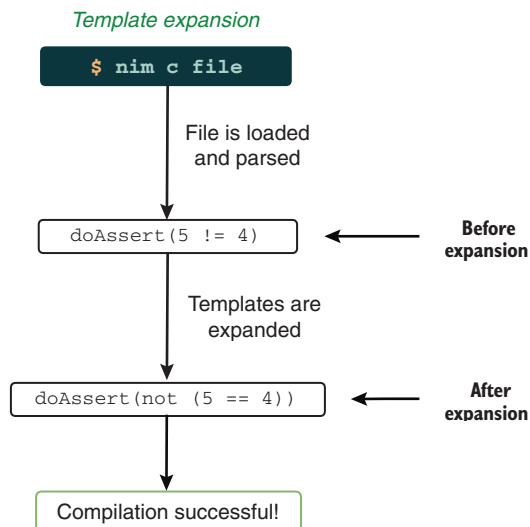 Template expansion
$ nim c file
File is loaded
and parsed
doAssert(5 != 4)
Before
expansion
Templates are
expanded
doAssert(not (5 == 4))
After
expansion
Compilation successful!